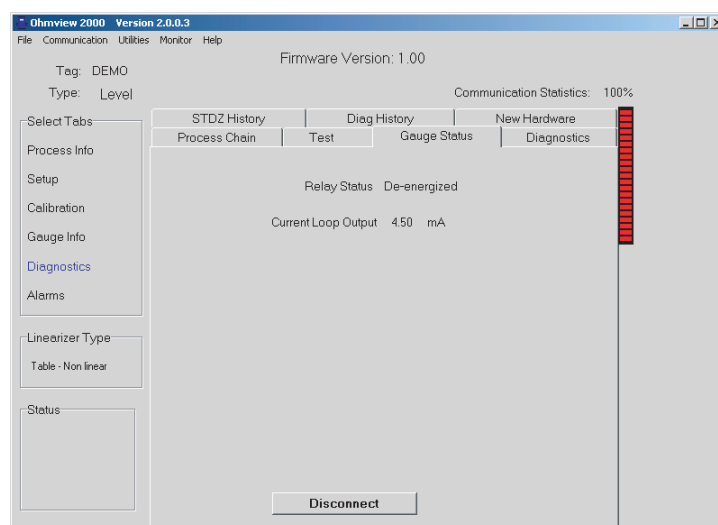 Ohmview 2000 Version 2.0.0.3
File Communication Utilities Monitor Help
Firmware Version: 1.00
Tag: DEMO
Type: Level
Communication Statistics: 100%
Select Tabs
Process Info
Setup
Calibration
Gauge Info
Diagnostics
Alarms
STDZ History Diag History New Hardware
Process Chain Test Gauge Status Diagnostics
Relay Status De-energized
Current Loop Output 4.50 mA
Linearizer Type
Table - Non linear
Status
Disconnect